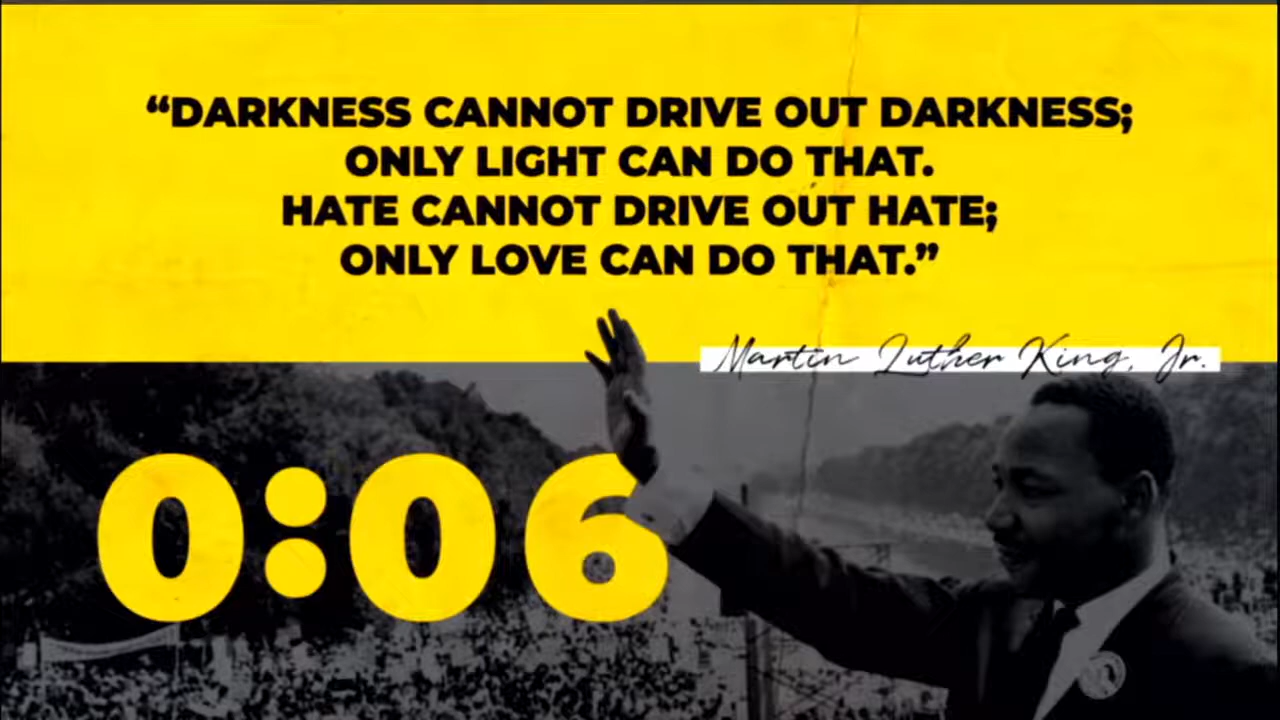 “DARKNESS CANNOT DRIVE OUT DARKNESS;
ONLY LIGHT CAN DO THAT.
HATE CANNOT DRIVE OUT HATE;
ONLY LOVE CAN DO THAT.”
Martin Luther King, Jr.
0:06